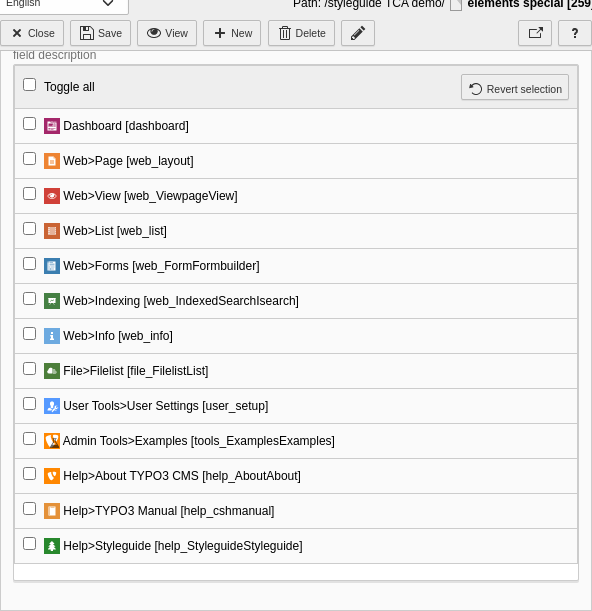 English
Path: /styleguide TCA demo/ elements special [259]
Close Save View New Delete ?
field description
Toggle all Revert selection
Dashboard [dashboard]
Web>Page [web_layout]
Web>View [web_ViewpageView]
Web>List [web_list]
Web>Forms [web_FormFormbuilder]
Web>Indexing [web_IndexedSearchIsearch]
Web>Info [web_info]
File>Filelist [file_FilelistList]
User Tools>User Settings [user_setup]
Admin Tools>Examples [tools_ExamplesExamples]
Help>About TYPO3 CMS [help_AboutAbout]
Help>TYPO3 Manual [help_cshmanual]
Help>Styleguide [help_StyleguideStyleguide]